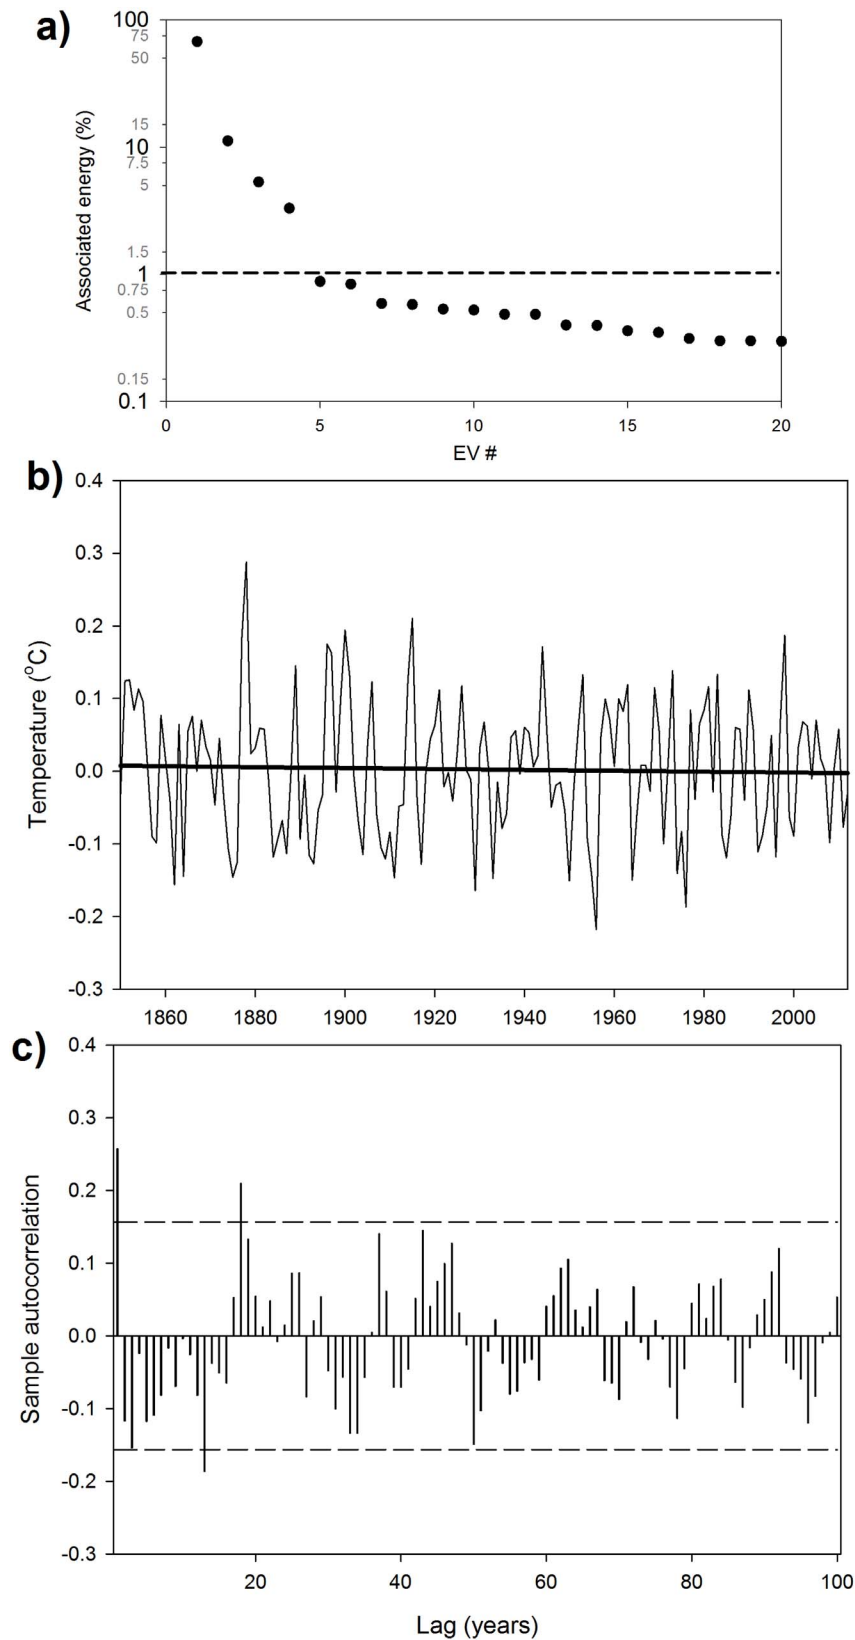 a)
100
75
50
15
10
7.5
5
1.5
1
0.75
0.5
0.15
0.1
Associated energy (%)
0 5 10 15 20
EV #
b)
0.4
0.3
0.2
0.1
0.0
-0.1
-0.2
-0.3
Temperature (°C)
1860 1880 1900 1920 1940 1960 1980 2000
c)
0.4
0.3
0.2
0.1
0.0
-0.1
-0.2
-0.3
Sample autocorrelation
20 40 60 80 100
Lag (years)